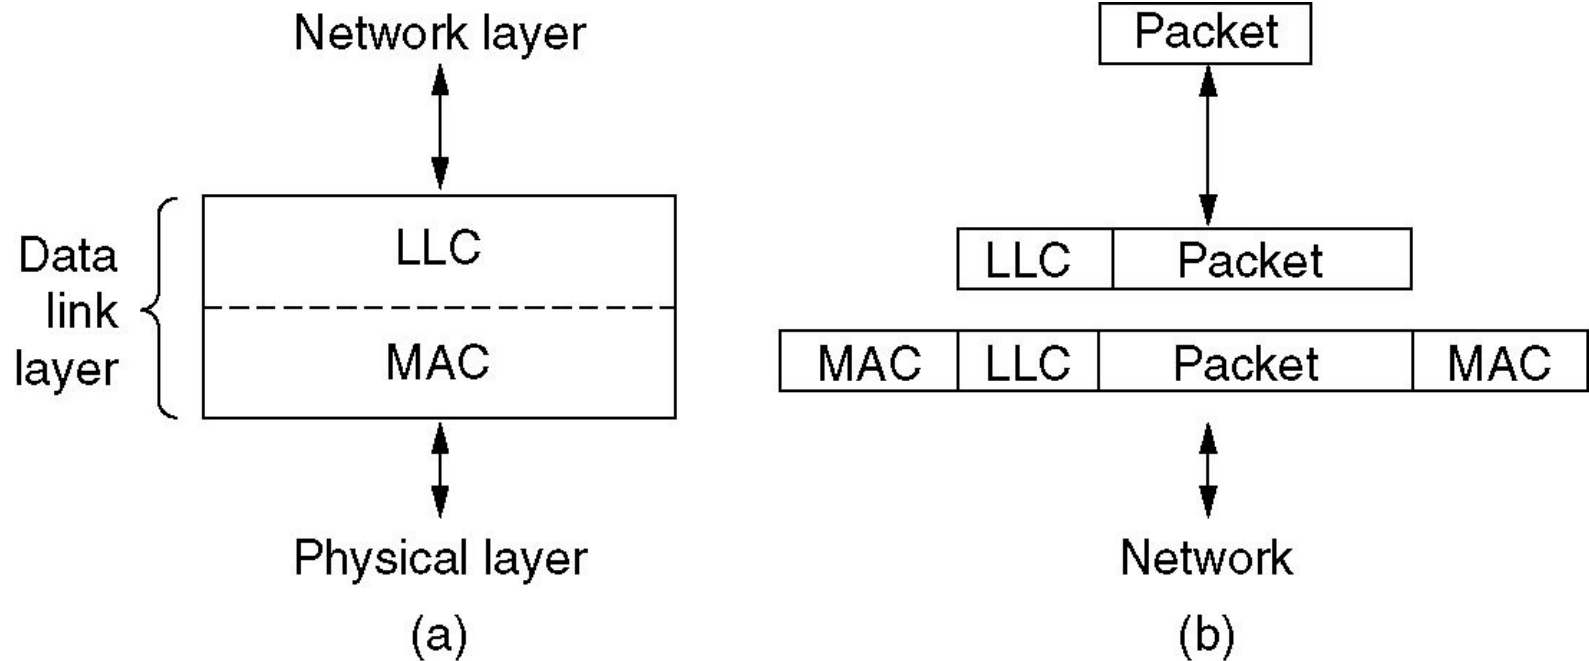 Network layer
Data
link
layer
LLC
MAC
Physical layer
(a)
Packet
LLC Packet
MAC LLC Packet MAC
Network
(b)